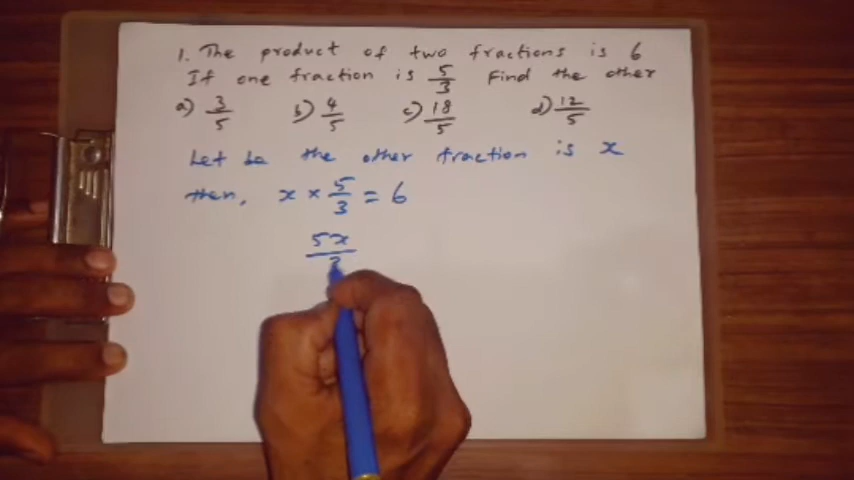 1. The product of two fractions is 6
If one fraction is 5/3 Find the other
a) 3/5 b) 4/5 c) 18/5 d) 12/5
Let be the other fraction is x
then, x × 5/3 = 6
5x/3